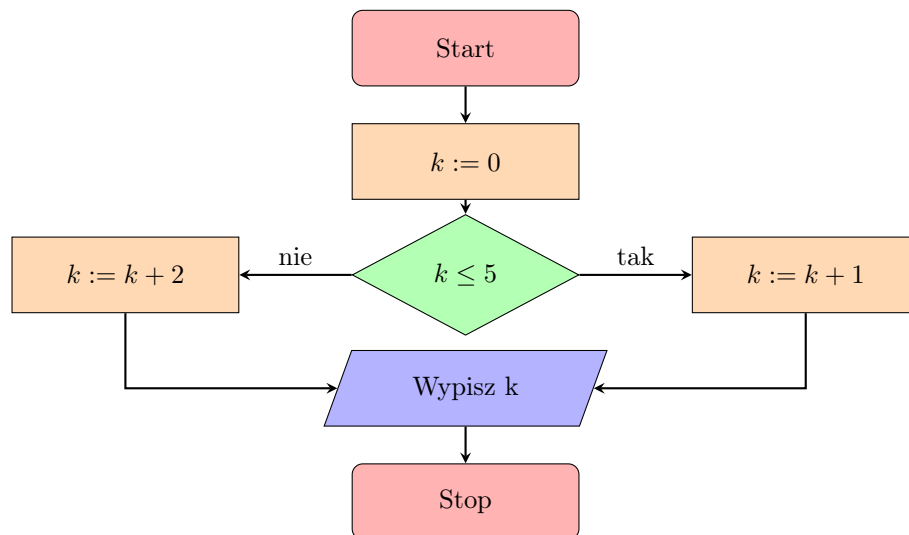 Start
k := 0
k := k + 2
nie
k ≤ 5
tak
k := k + 1
Wypisz k
Stop